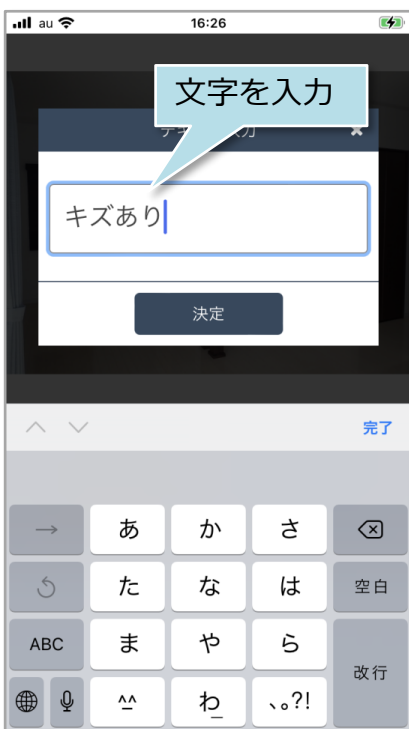 au
16:26
文字を入力
キズあり
決定
完了
→ あ か さ
た な は 空白
ABC ま や ら
改行
^^ わ_ 、。?!